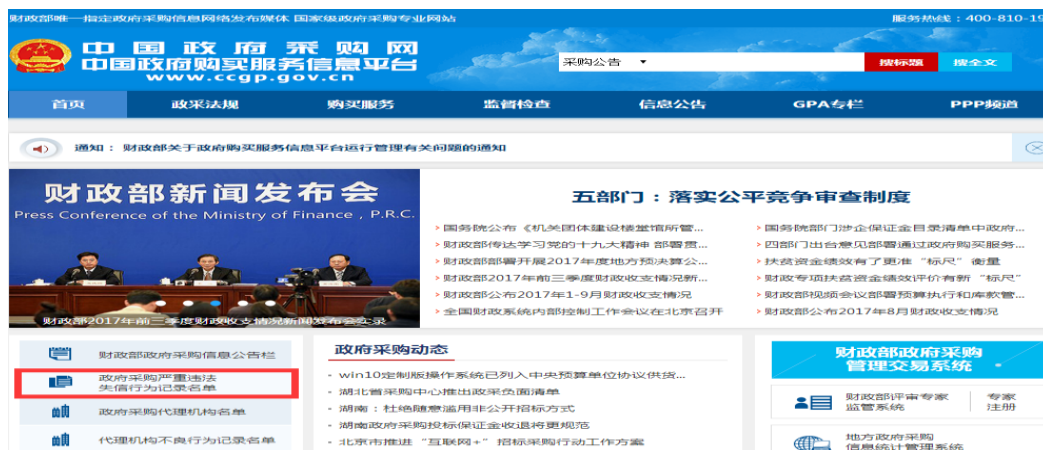 财政部唯一指定政府采购信息网络发布媒体 国家级政府采购专业网站
服务热线：400-810-19
中国政府采购网
中国政府购买服务信息平台
www.ccgp.gov.cn
采购公告
搜标题
搜全文
首页
政采法规
购买服务
监督检查
信息公告
GPA专栏
PPP频道
通知： 财政部关于政府购买服务信息平台运行管理有关问题的通知
财政部新闻发布会
Press Conference of the Ministry of Finance，P.R.C.
财政部2017年前三季度财政收支情况新闻发布会实录
五部门：落实公平竞争审查制度
国务院公布《机关团体建设楼堂馆所管...
财政部传达学习党的十九大精神 部署贯...
财政部部署开展2017年度地方预决算公...
财政部2017年前三季度财政收支情况新...
财政部公布2017年1-9月财政收支情况
全国财政系统内部控制工作会议在北京召开
国务院部门涉企保证金目录清单中政府...
四部门出台意见部署通过政府购买服务...
扶贫资金绩效有了更准“标尺”衡量
财政专项扶贫资金绩效评价有新“标尺”
财政部视频会议部署预算执行和库款管...
财政部公布2017年8月财政收支情况
财政部政府采购信息公告栏
政府采购严重违法
失信行为记录名单
政府采购代理机构名单
代理机构不良行为记录名单
政府采购动态
win10定制版操作系统已列入中央预算单位协议供货...
湖北省采购中心推出政采负面清单
湖南：杜绝随意滥用非公开招标方式
湖南政府采购投标保证金收退将更规范
北京市推进“互联网+”招标采购行动工作方案
财政部政府采购
管理交易系统
财政部评审专家
监管系统
专家
注册
地方政府采购
信息统计管理系统